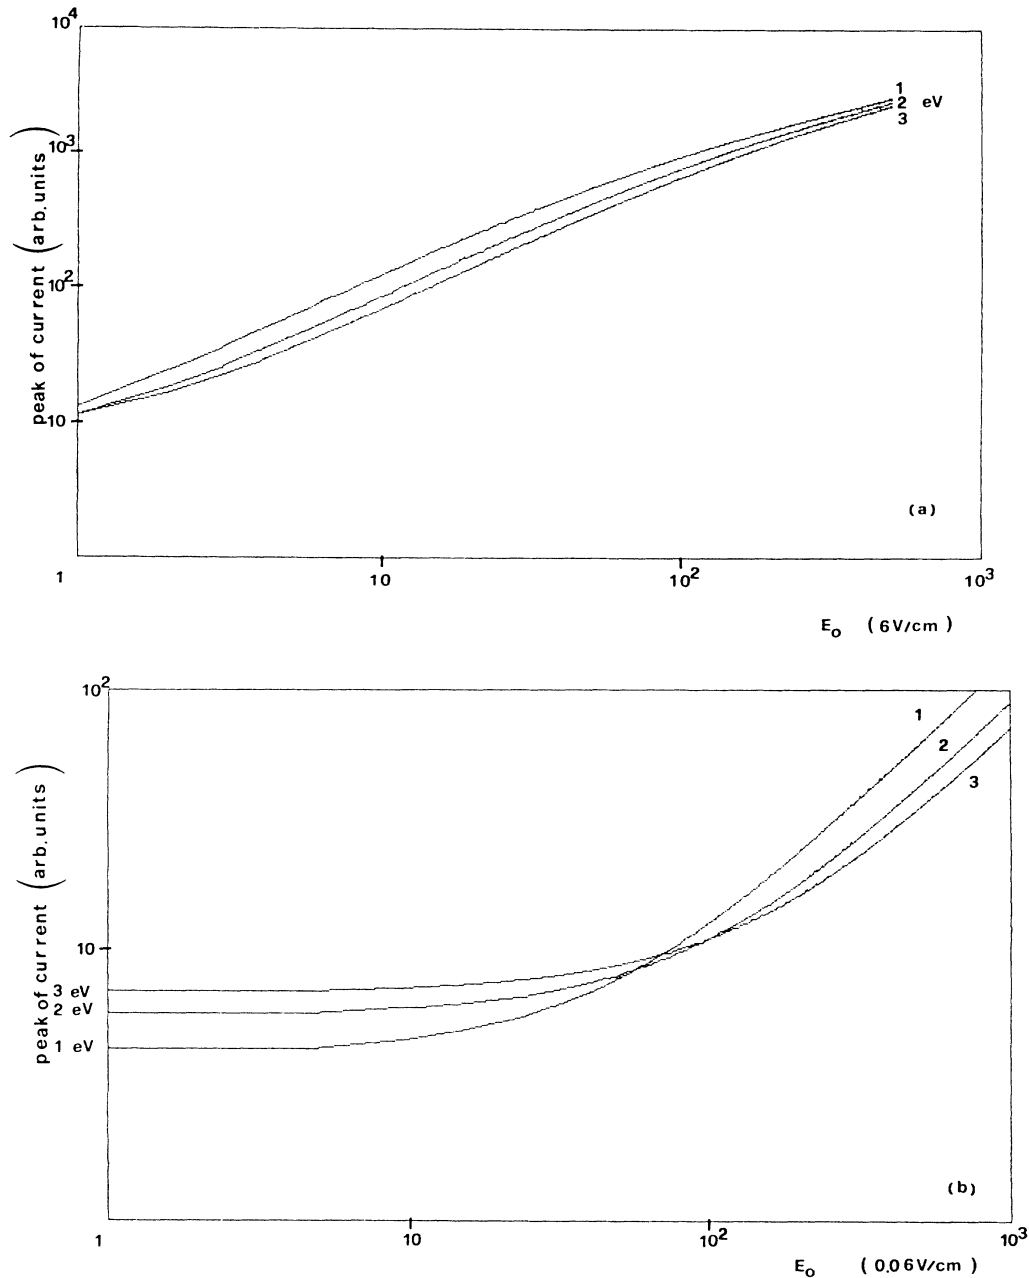 10⁴
1
2 eV
3
10³
10²
10
peak of current (arb.units)
(a)
1
10
10²
10³
E₀ (6V/cm)
10²
1
2
3
10
3 eV
2 eV
1 eV
peak of current (arb.units)
(b)
1
10
10²
10³
E₀ (0.06V/cm)